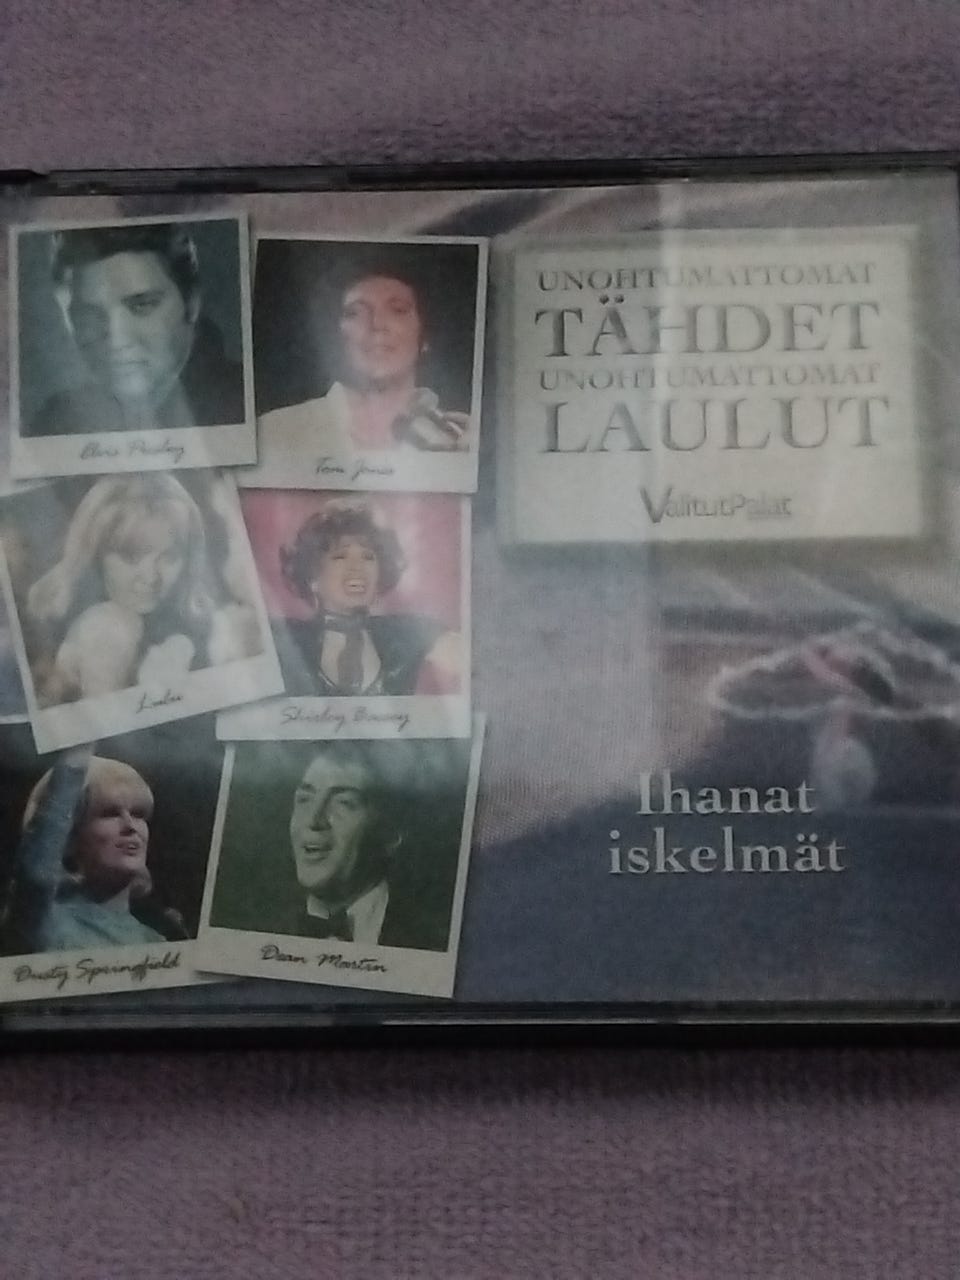 Elvis Presley
Tom Jones
Lulu
Shirley Bassey
Dusty Springfield
Dean Martin
UNOHTUMATTOMAT
TÄHDET
UNOHTUMATTOMAT
LAULUT
ValitutPalat
Ihanat
iskelmät